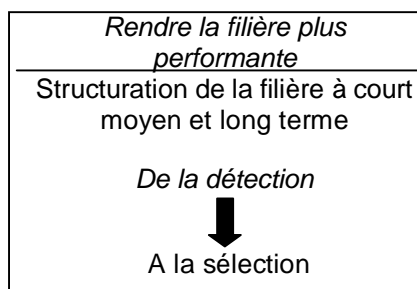 Rendre la filière plus
performante
Structuration de la filière à court
moyen et long terme
De la détection
A la sélection